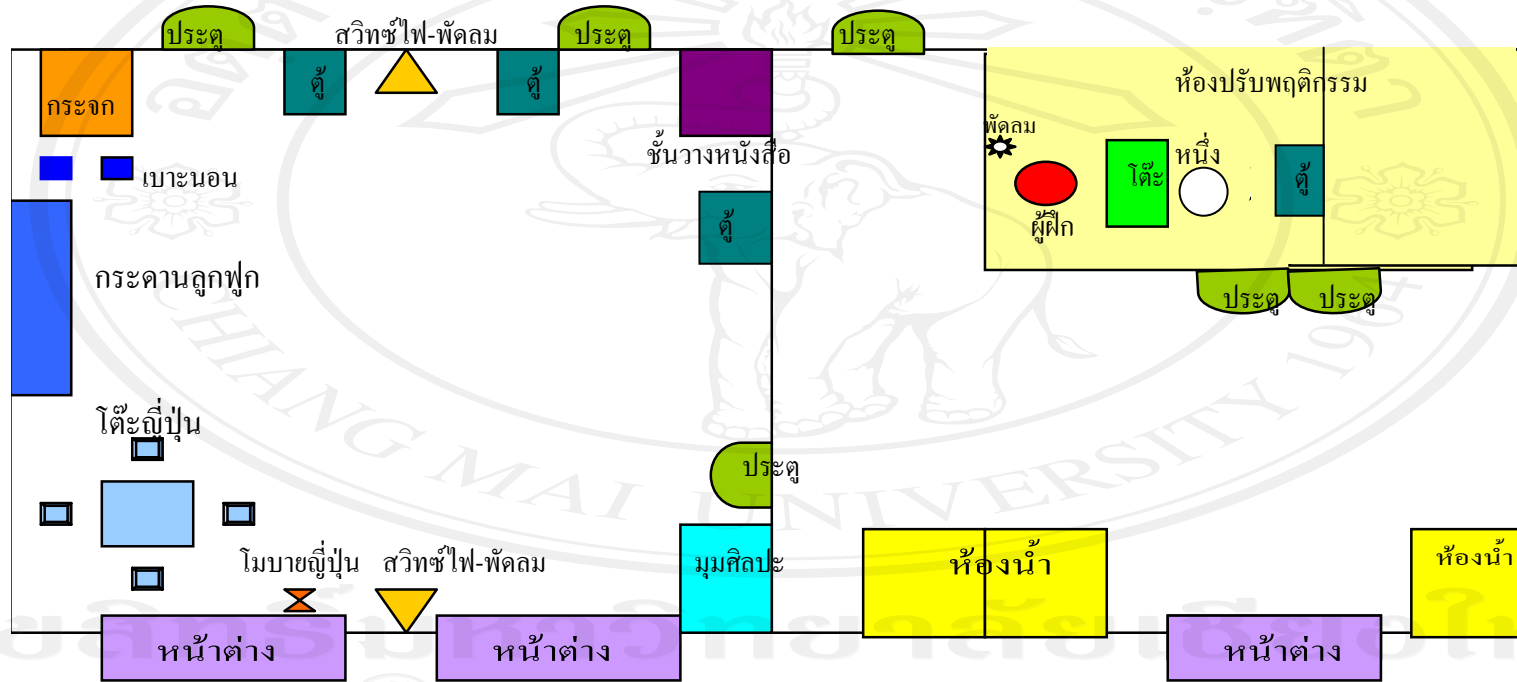 ประตู สวิทซ์ไฟ-พัดลม ประตู ประตู
กระจก ตู้ ตู้ ห้องปรับพฤติกรรม
พัดลม
เบาะนอน ชั้นวางหนังสือ โต๊ะ หนึ่ง ตู้
ตู้ ผู้ฝึก
กระดานลูกฟูก
ประตู ประตู
โต๊ะญี่ปุ่น
ประตู
โมบายญี่ปุ่น สวิทซ์ไฟ-พัดลม มุมศิลปะ ห้องน้ำ ห้องน้ำ
หน้าต่าง หน้าต่าง หน้าต่าง
CHIANG MAI UNIVERSITY 1964